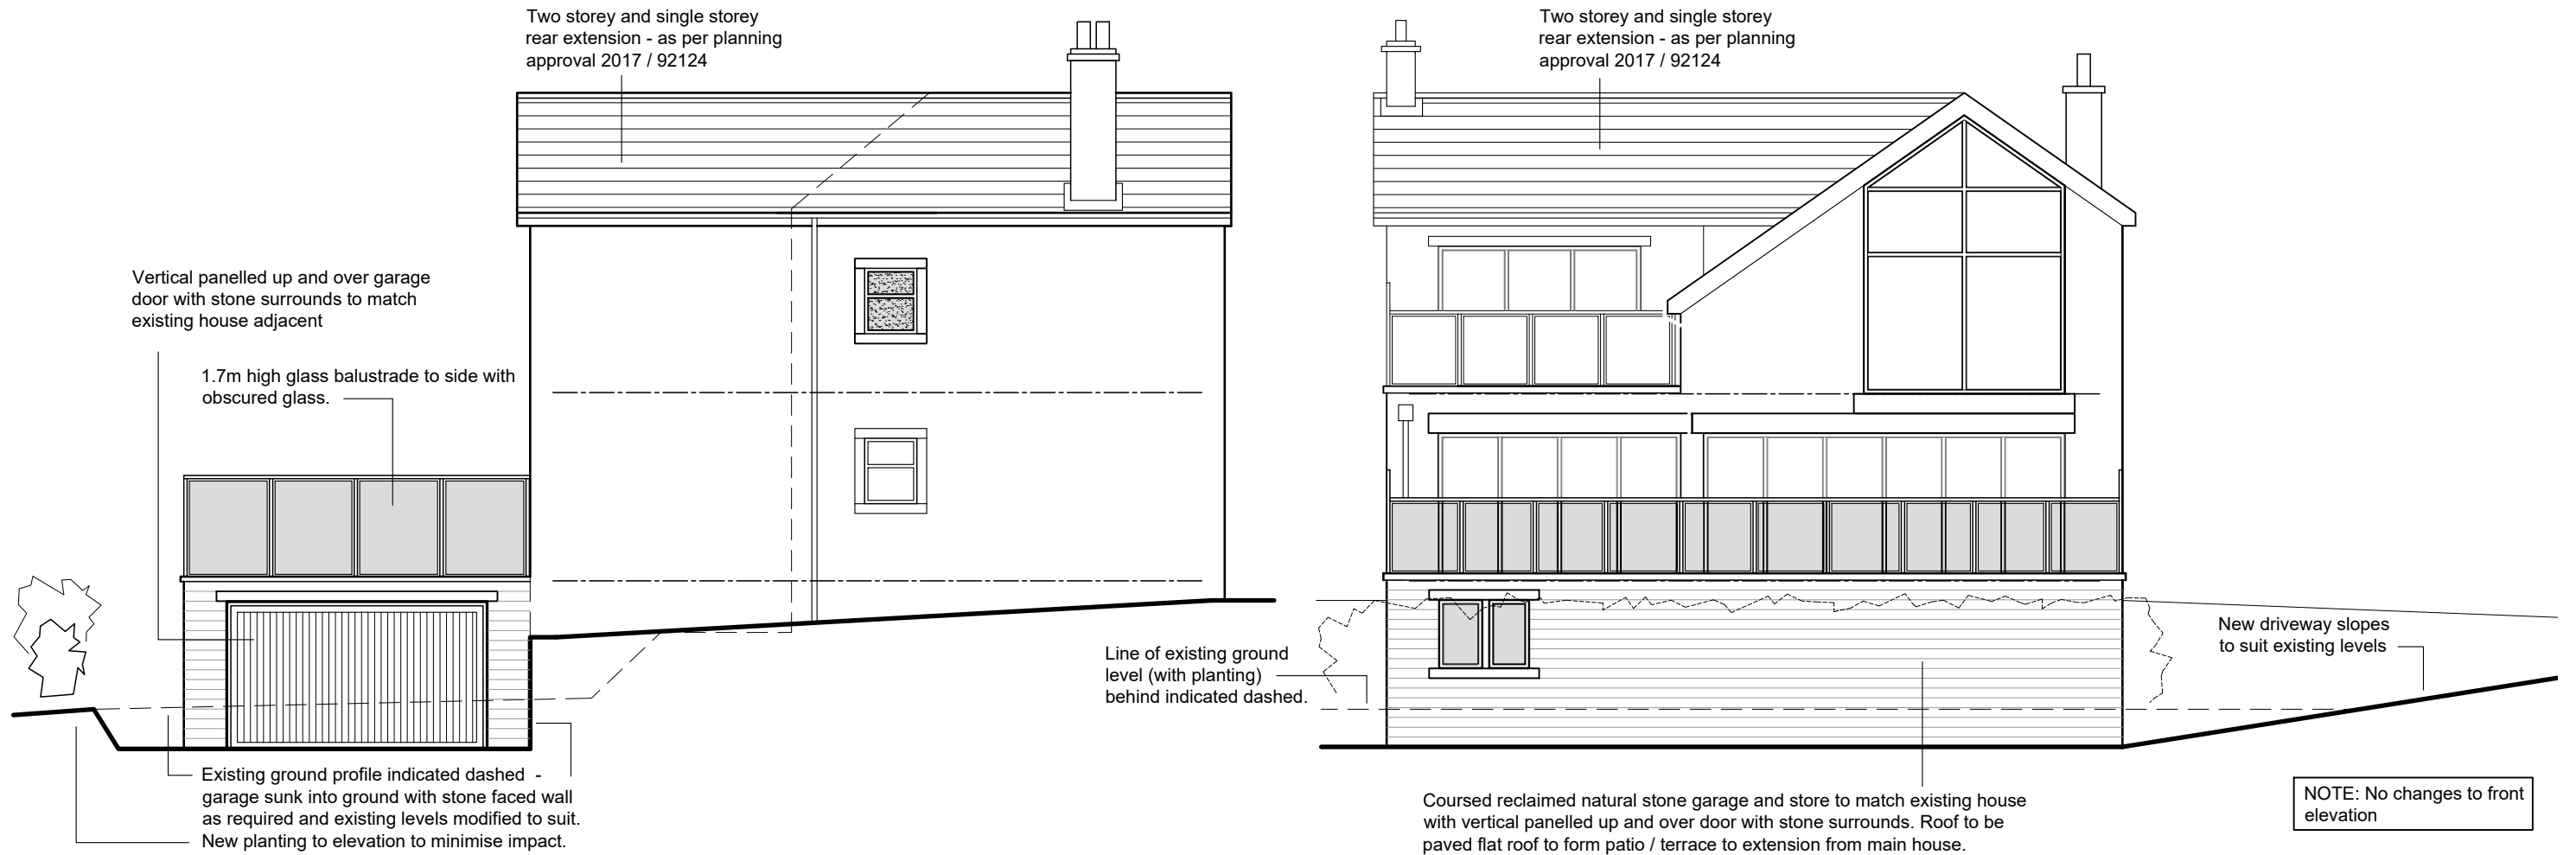 Two storey and single storey
rear extension - as per planning
approval 2017 / 92124
Vertical panelled up and over garage
door with stone surrounds to match
existing house adjacent
1.7m high glass balustrade to side with
obscured glass.
Existing ground profile indicated dashed -
garage sunk into ground with stone faced wall
as required and existing levels modified to suit.
New planting to elevation to minimise impact.
Two storey and single storey
rear extension - as per planning
approval 2017 / 92124
Line of existing ground
level (with planting)
behind indicated dashed.
New driveway slopes
to suit existing levels
Coursed reclaimed natural stone garage and store to match existing house
with vertical panelled up and over door with stone surrounds. Roof to be
paved flat roof to form patio / terrace to extension from main house.
NOTE: No changes to front
elevation